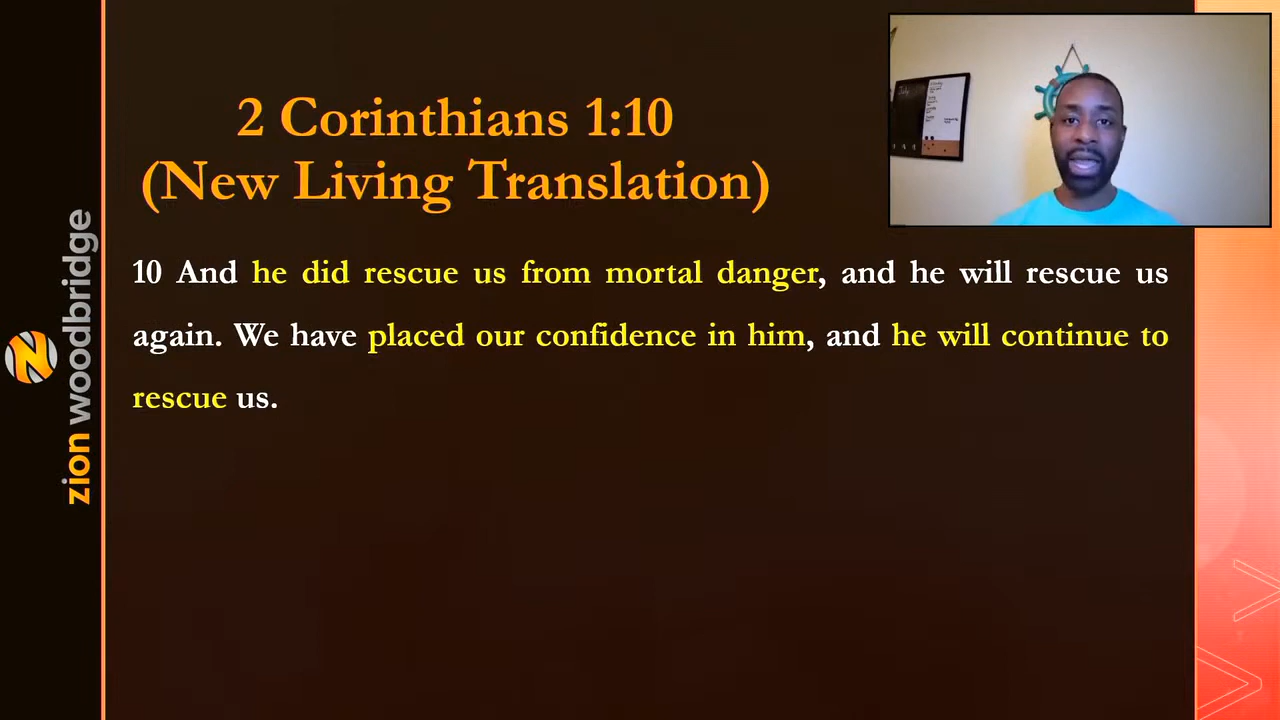 2 Corinthians 1:10
(New Living Translation)
10 And he did rescue us from mortal danger, and he will rescue us
again. We have placed our confidence in him, and he will continue to
rescue us.
zion woodbridge
July